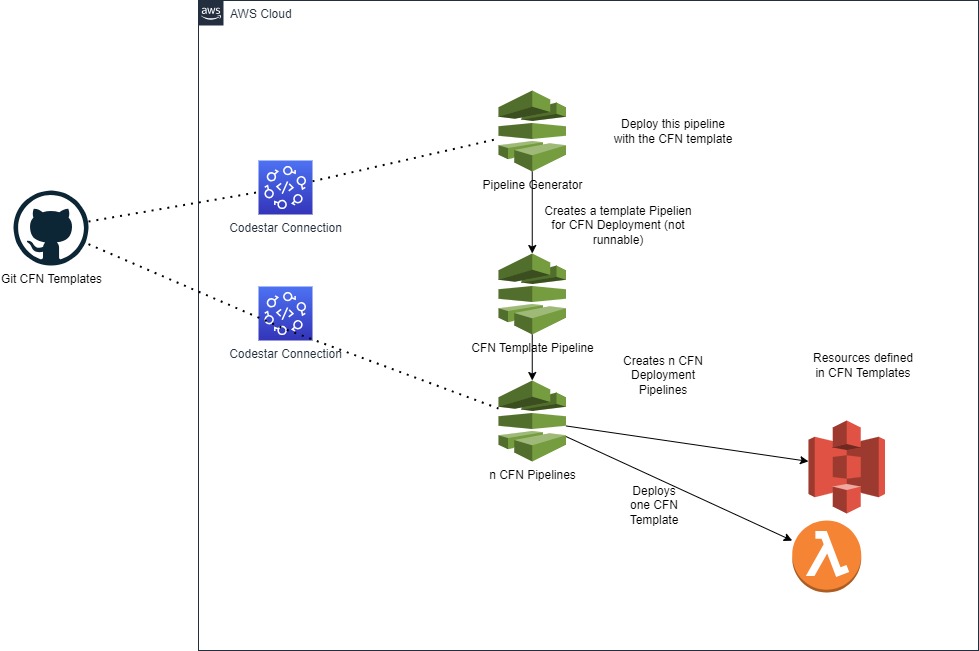 aws
AWS Cloud
Deploy this pipeline
with the CFN template
Pipeline Generator
Creates a template Pipelien
for CFN Deployment (not
runnable)
Codestar Connection
Git CFN Templates
Codestar Connection
CFN Template Pipeline
Creates n CFN
Deployment
Pipelines
Resources defined
in CFN Templates
n CFN Pipelines
Deploys
one CFN
Template